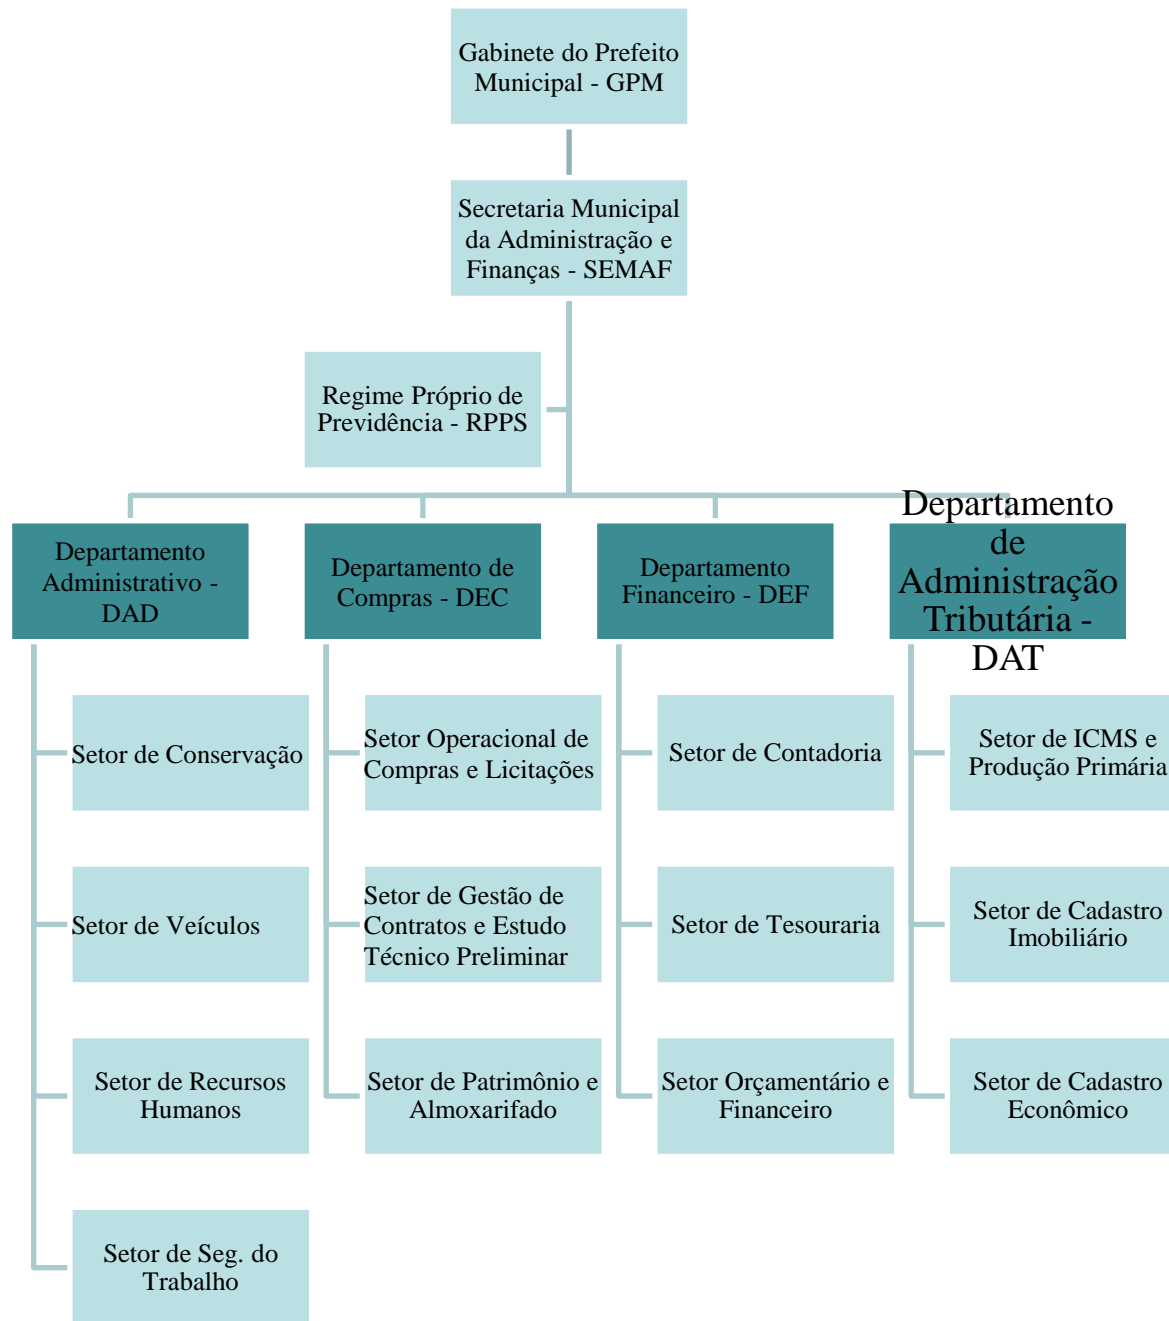 Gabinete do Prefeito
Municipal - GPM
Secretaria Municipal
da Administração e
Finanças - SEMAF
Regime Próprio de
Previdência - RPPS
Departamento
Administrativo -
DAD
Departamento de
Compras - DEC
Departamento
Financeiro - DEF
Departamento
de
Administração
Tributária -
DAT
Setor de Conservação
Setor de Veículos
Setor de Recursos
Humanos
Setor de Seg. do
Trabalho
Setor Operacional de
Compras e Licitações
Setor de Gestão de
Contratos e Estudo
Técnico Preliminar
Setor de Patrimônio e
Almoxarifado
Setor de Contadoria
Setor de Tesouraria
Setor Orçamentário e
Financeiro
Setor de ICMS e
Produção Primária
Setor de Cadastro
Imobiliário
Setor de Cadastro
Econômico